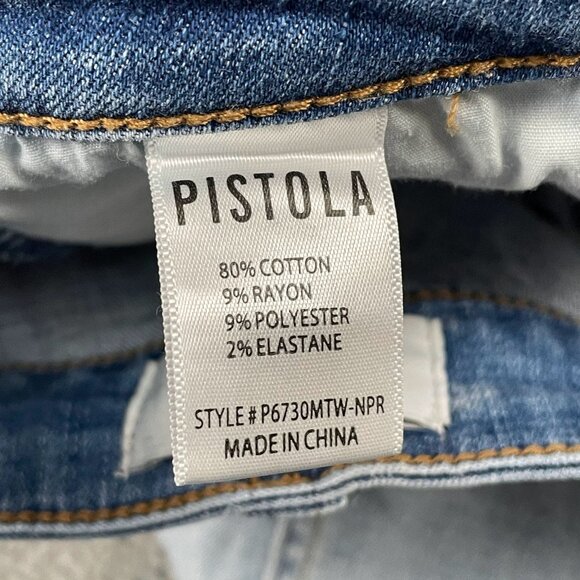 PISTOLA
80% COTTON
9% RAYON
9% POLYESTER
2% ELASTANE
STYLE# P6730MTW-NPR
MADE IN CHINA